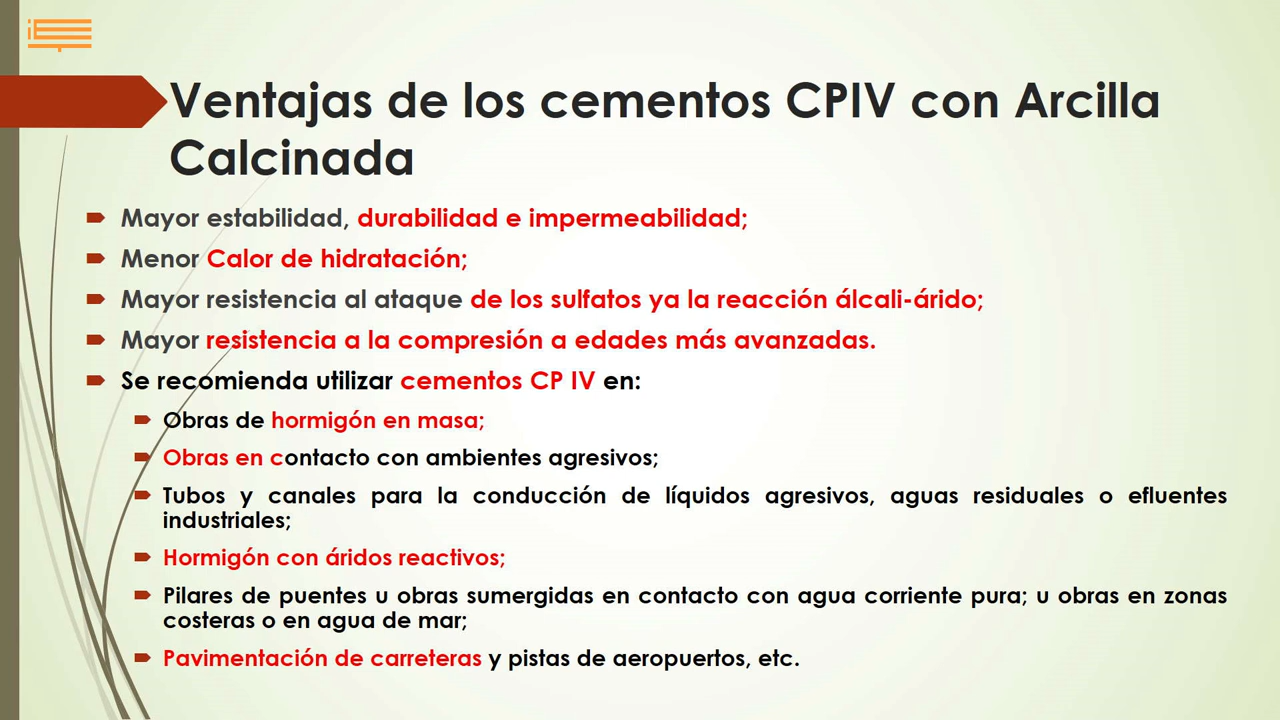 Ventajas de los cementos CPIV con Arcilla
Calcinada
Mayor estabilidad, durabilidad e impermeabilidad;
Menor Calor de hidratación;
Mayor resistencia al ataque de los sulfatos ya la reacción álcali-árido;
Mayor resistencia a la compresión a edades más avanzadas.
Se recomienda utilizar cementos CP IV en:
Obras de hormigón en masa;
Obras en contacto con ambientes agresivos;
Tubos y canales para la conducción de líquidos agresivos, aguas residuales o efluentes
industriales;
Hormigón con áridos reactivos;
Pilares de puentes u obras sumergidas en contacto con agua corriente pura; u obras en zonas
costeras o en agua de mar;
Pavimentación de carreteras y pistas de aeropuertos, etc.